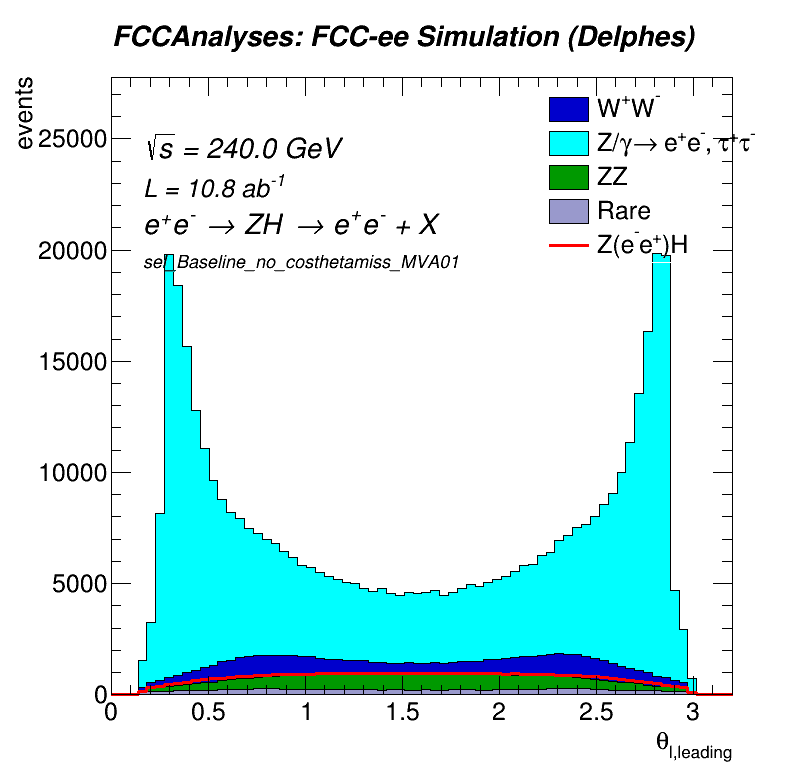 FCCAnalyses: FCC-ee Simulation (Delphes)
events
25000
20000
15000
10000
5000
0
√s = 240.0 GeV
L = 10.8 ab⁻¹
e⁺e⁻ → ZH → e⁺e⁻ + X
sel_Baseline_no_costhetamiss_MVA01
W⁺W⁻
Z/γ→ e⁺e⁻, τ⁺τ⁻
ZZ
Rare
Z(e⁻e⁺)H
0 0.5 1 1.5 2 2.5 3
θl,leading